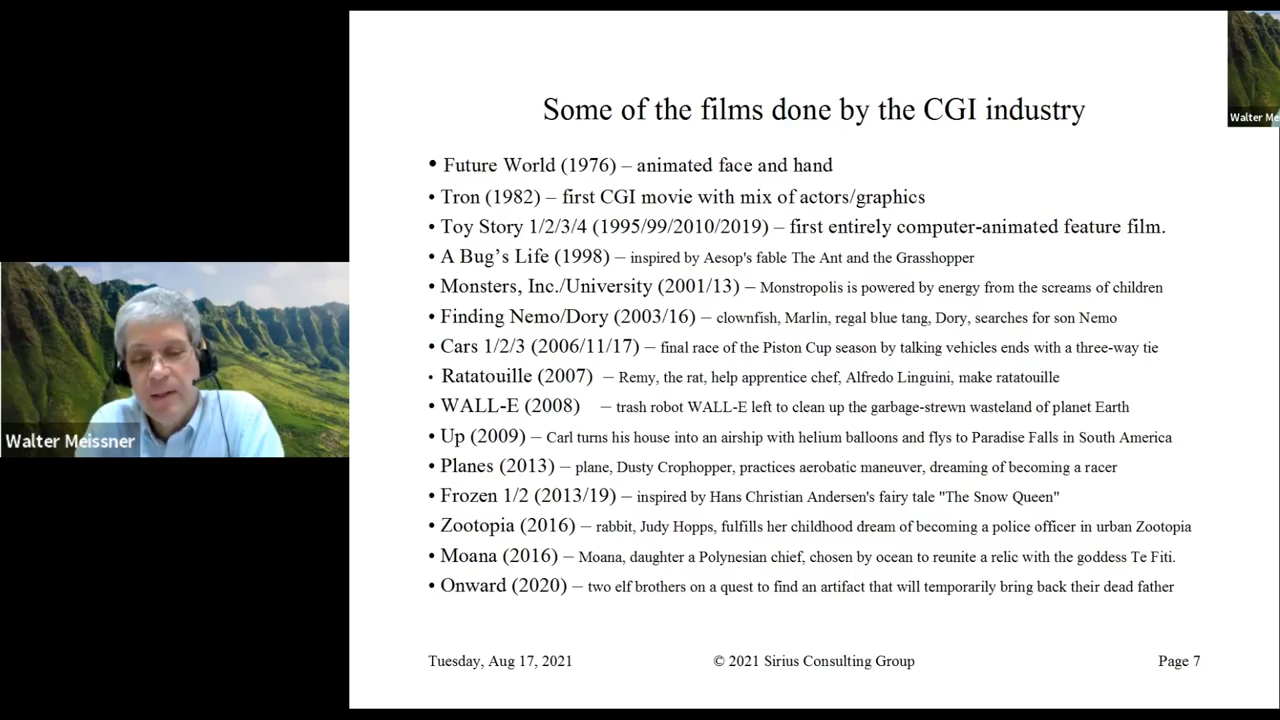 Some of the films done by the CGI industry
• Future World (1976) – animated face and hand
• Tron (1982) – first CGI movie with mix of actors/graphics
• Toy Story 1/2/3/4 (1995/99/2010/2019) – first entirely computer-animated feature film.
• A Bug's Life (1998) – inspired by Aesop's fable The Ant and the Grasshopper
• Monsters, Inc./University (2001/13) – Monstropolis is powered by energy from the screams of children
• Finding Nemo/Dory (2003/16) – clownfish, Marlin, regal blue tang, Dory, searches for son Nemo
• Cars 1/2/3 (2006/11/17) – final race of the Piston Cup season by talking vehicles ends with a three-way tie
• Ratatouille (2007) – Remy, the rat, help apprentice chef, Alfredo Linguini, make ratatouille
• WALL-E (2008) – trash robot WALL-E left to clean up the garbage-strewn wasteland of planet Earth
• Up (2009) – Carl turns his house into an airship with helium balloons and flys to Paradise Falls in South America
• Planes (2013) – plane, Dusty Crophopper, practices aerobatic maneuver, dreaming of becoming a racer
• Frozen 1/2 (2013/19) – inspired by Hans Christian Andersen's fairy tale "The Snow Queen"
• Zootopia (2016) – rabbit, Judy Hopps, fulfills her childhood dream of becoming a police officer in urban Zootopia
• Moana (2016) – Moana, daughter a Polynesian chief, chosen by ocean to reunite a relic with the goddess Te Fiti.
• Onward (2020) – two elf brothers on a quest to find an artifact that will temporarily bring back their dead father
Tuesday, Aug 17, 2021 © 2021 Sirius Consulting Group Page 7
Walter Meissner
Walter Me